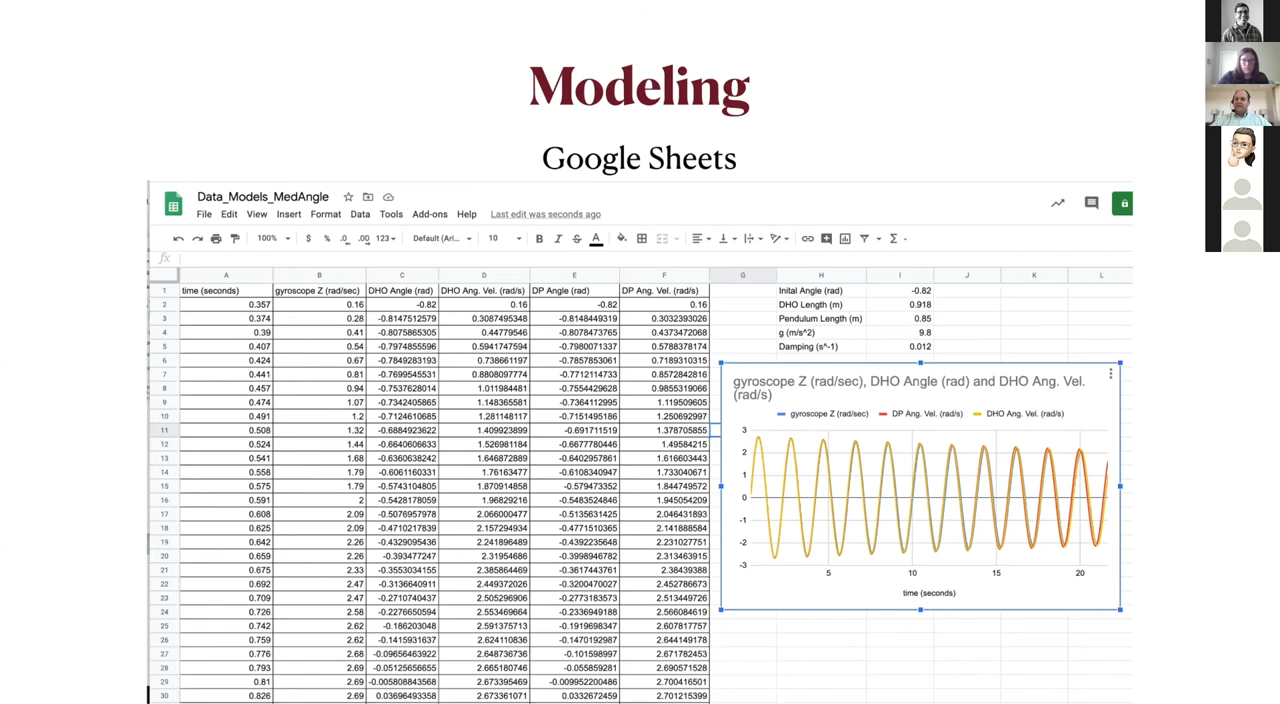 Modeling
Google Sheets
Data_Models_MedAngle
File Edit View Insert Format Data Tools Add-ons Help Last edit was seconds ago
100% $ % .0 .00 123 Default (Ari... 10 B I S A
fx
A B C D E F G H I J K L
1 time (seconds) gyroscope Z (rad/sec) DHO Angle (rad) DHO Ang. Vel. (rad/s) DP Angle (rad) DP Ang. Vel. (rad/s) Inital Angle (rad) -0.82
2 0.357 0.16 -0.82 0.16 -0.82 0.16 DHO Length (m) 0.918
3 0.374 0.28 -0.8147512579 0.3087495348 -0.8148449319 0.3032393026 Pendulum Length (m) 0.85
4 0.39 0.41 -0.8075865305 0.44779546 -0.8078473765 0.4373472068 g (m/s^2) 9.8
5 0.407 0.54 -0.7974855596 0.5941747594 -0.7980071337 0.5788378174 Damping (s^-1) 0.012
6 0.424 0.67 -0.7849283193 0.738661197 -0.7857853061 0.7189310315
7 0.441 0.81 -0.7699545531 0.8808097774 -0.7712114733 0.8572842816
8 0.457 0.94 -0.7537628014 1.011984481 -0.7554429628 0.9855319066
9 0.474 1.07 -0.7342405865 1.148365581 -0.7364112995 1.119509605
10 0.491 1.2 -0.7124610685 1.281148117 -0.7151495186 1.250692997
11 0.508 1.32 -0.6884923622 1.409923899 -0.691711519 1.378705855
12 0.524 1.44 -0.6640606633 1.526981184 -0.6677780446 1.49584215
13 0.541 1.68 -0.6360638242 1.646872889 -0.6402957861 1.616603443
14 0.558 1.79 -0.6061160331 1.76163477 -0.6108340947 1.733040671
15 0.575 1.79 -0.5743104805 1.870914858 -0.579473352 1.844749572
16 0.591 2 -0.5428178059 1.96829216 -0.5483524846 1.945054209
17 0.608 2.09 -0.5076957978 2.066000477 -0.5135631425 2.046431893
18 0.625 2.09 -0.4710217839 2.157294934 -0.4771510365 2.141888584
19 0.642 2.26 -0.4329095436 2.241896489 -0.4392235648 2.231027751
20 0.659 2.26 -0.393477247 2.31954686 -0.3998946782 2.313463915
21 0.675 2.33 -0.3553034155 2.385864469 -0.3617443761 2.38439388
22 0.692 2.47 -0.3136640911 2.449372026 -0.3200470027 2.452786673
23 0.709 2.47 -0.2710740437 2.505296906 -0.2773183573 2.513449726
24 0.726 2.58 -0.2276650594 2.553469664 -0.2336949188 2.566084619
25 0.742 2.62 -0.186203048 2.591375713 -0.1919698347 2.607817757
26 0.759 2.62 -0.1415931637 2.624110836 -0.1470192987 2.644149178
27 0.776 2.68 -0.09656463922 2.648736736 -0.101598997 2.671782453
28 0.793 2.69 -0.05125656655 2.665180746 -0.055859281 2.690571528
29 0.81 2.69 -0.005808843568 2.673395469 -0.009952200486 2.700416501
30 0.826 2.69 0.03696493358 2.673361071 0.0332672459 2.701215399
gyroscope Z (rad/sec), DHO Angle (rad) and DHO Ang. Vel.
(rad/s)
gyroscope Z (rad/sec) DP Ang. Vel. (rad/s) DHO Ang. Vel. (rad/s)
3
2
1
0
-1
-2
-3
5 10 15 20
time (seconds)